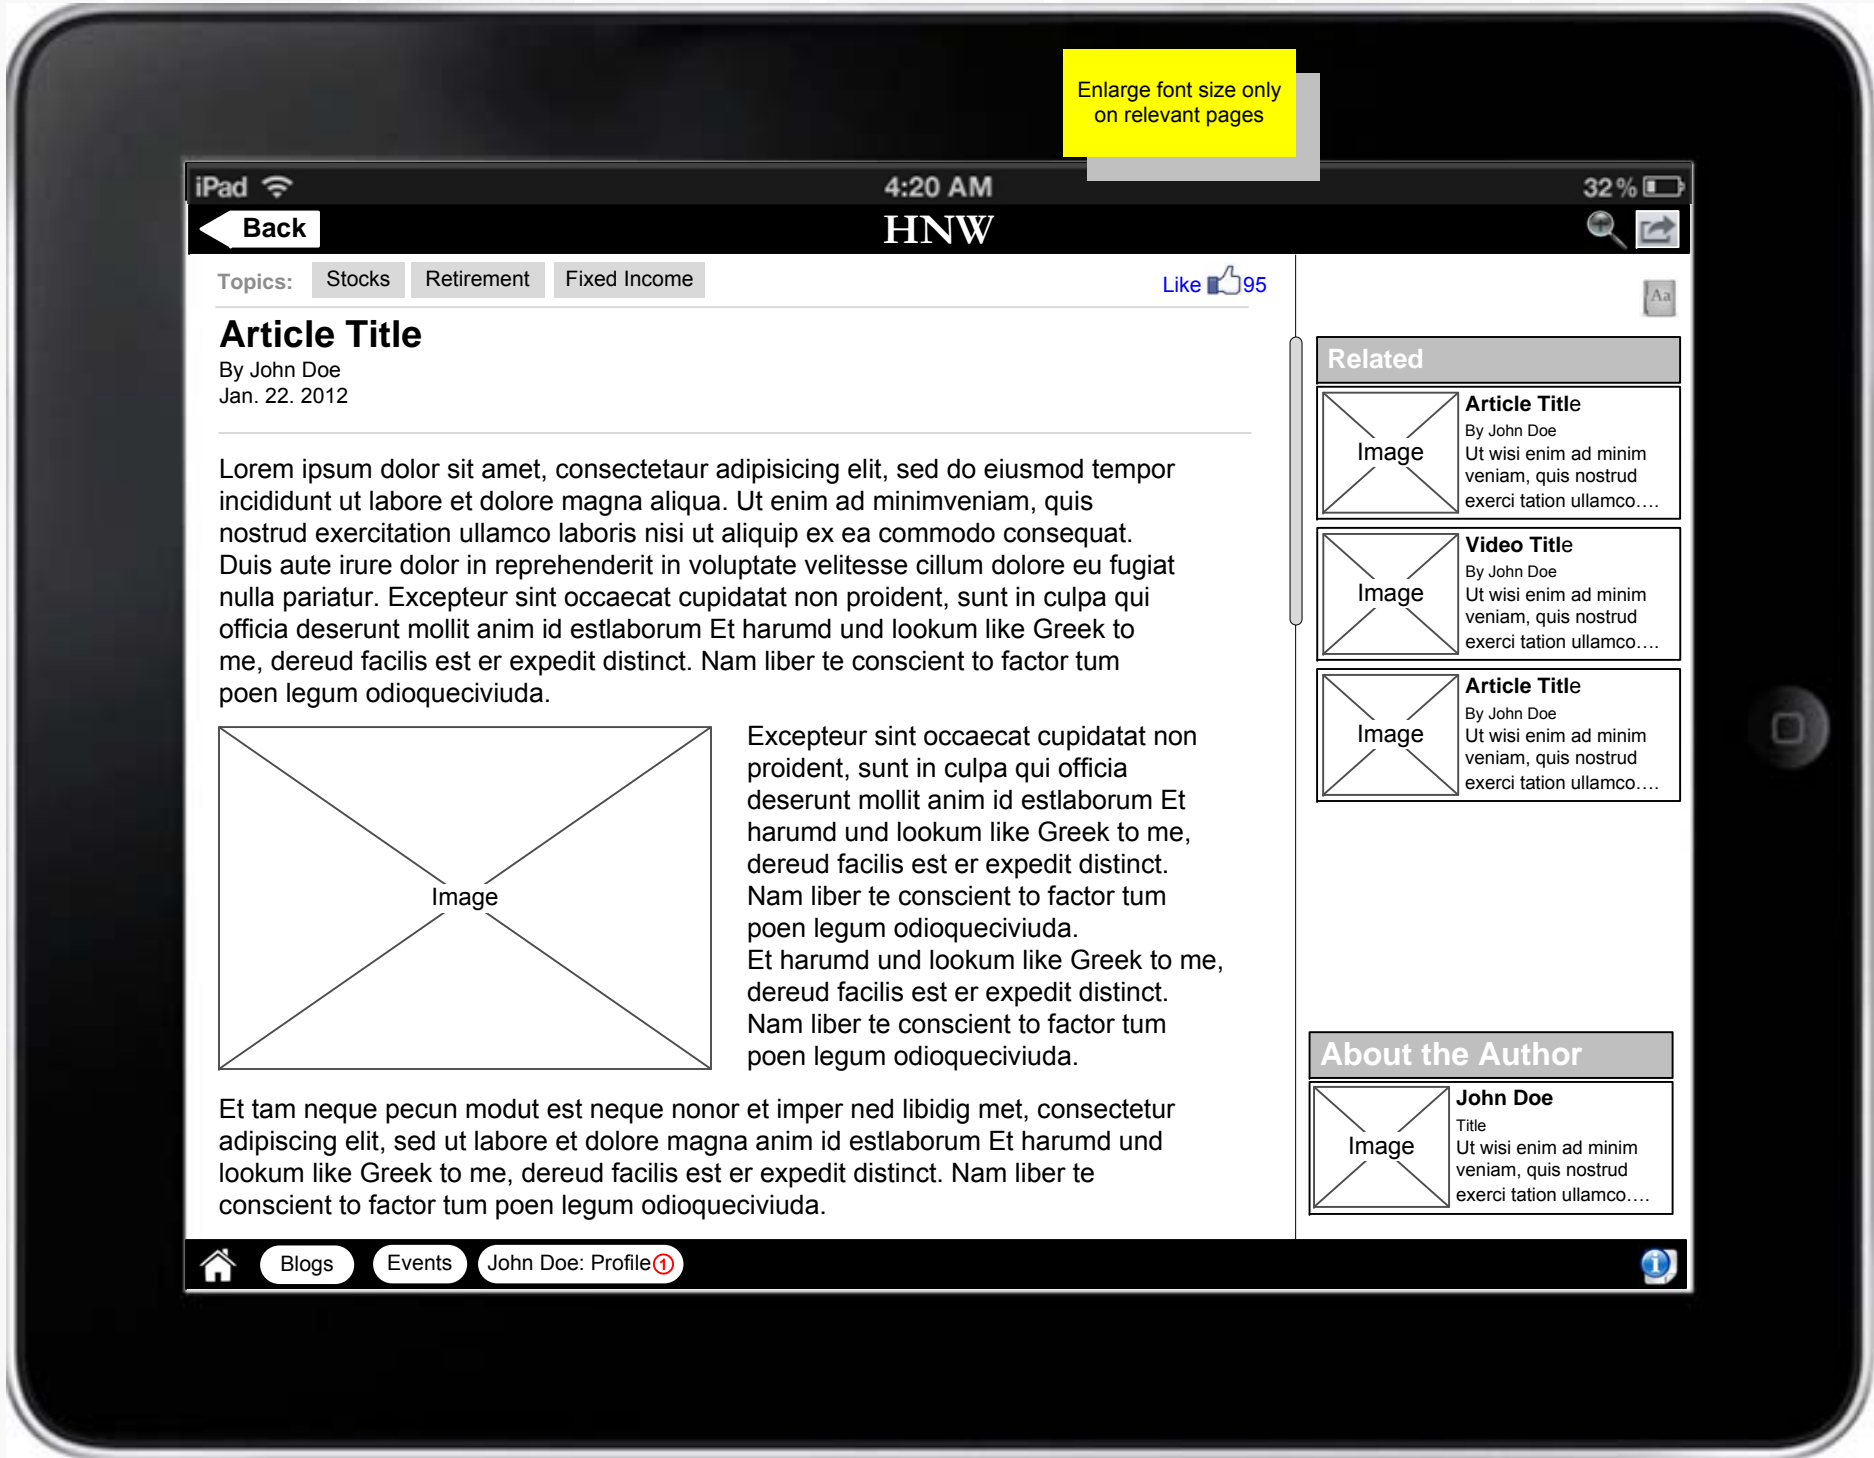 Enlarge font size only
on relevant pages
iPad
4:20 AM
32%
Back
HNW
Topics:
Stocks
Retirement
Fixed Income
Like 95
Aa
Article Title
By John Doe
Jan. 22. 2012
Lorem ipsum dolor sit amet, consectetaur adipisicing elit, sed do eiusmod tempor
incididunt ut labore et dolore magna aliqua. Ut enim ad minimveniam, quis
nostrud exercitation ullamco laboris nisi ut aliquip ex ea commodo consequat.
Duis aute irure dolor in reprehenderit in voluptate velitesse cillum dolore eu fugiat
nulla pariatur. Excepteur sint occaecat cupidatat non proident, sunt in culpa qui
officia deserunt mollit anim id estlaborum Et harumd und lookum like Greek to
me, dereud facilis est er expedit distinct. Nam liber te conscient to factor tum
poen legum odioqueciviuda.
Image
Excepteur sint occaecat cupidatat non
proident, sunt in culpa qui officia
deserunt mollit anim id estlaborum Et
harumd und lookum like Greek to me,
dereud facilis est er expedit distinct.
Nam liber te conscient to factor tum
poen legum odioqueciviuda.
Et harumd und lookum like Greek to me,
dereud facilis est er expedit distinct.
Nam liber te conscient to factor tum
poen legum odioqueciviuda.
Et tam neque pecun modut est neque nonor et imper ned libidig met, consectetur
adipiscing elit, sed ut labore et dolore magna anim id estlaborum Et harumd und
lookum like Greek to me, dereud facilis est er expedit distinct. Nam liber te
conscient to factor tum poen legum odioqueciviuda.
Related
Image
Article Title
By John Doe
Ut wisi enim ad minim
veniam, quis nostrud
exerci tation ullamco….
Image
Video Title
By John Doe
Ut wisi enim ad minim
veniam, quis nostrud
exerci tation ullamco….
Image
Article Title
By John Doe
Ut wisi enim ad minim
veniam, quis nostrud
exerci tation ullamco….
About the Author
Image
John Doe
Title
Ut wisi enim ad minim
veniam, quis nostrud
exerci tation ullamco….
Blogs
Events
John Doe: Profile 1
i